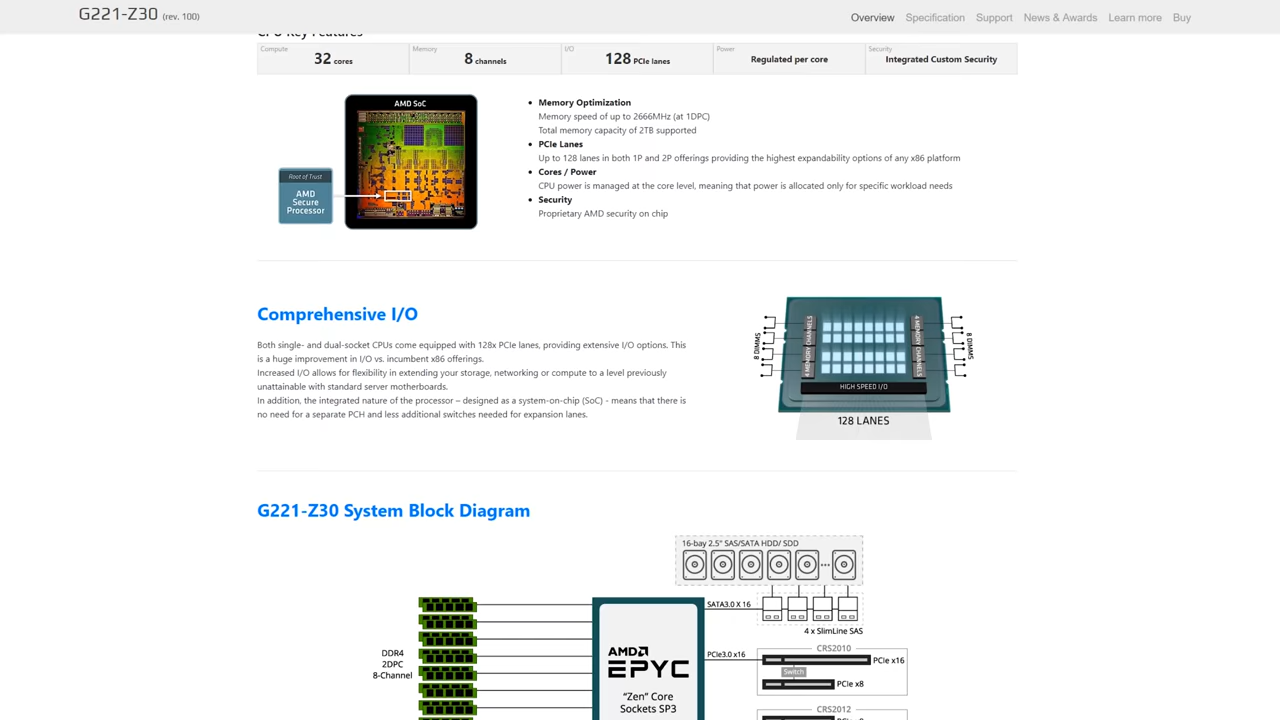 G221-Z30 (rev. 100)
Overview Specification Support News & Awards Learn more Buy
CPU Key Features
Compute
32 cores
Memory
8 channels
I/O
128 PCIe lanes
Power
Regulated per core
Security
Integrated Custom Security
AMD SoC
Root of Trust
AMD
Secure
Processor
• Memory Optimization
Memory speed of up to 2666MHz (at 1DPC)
Total memory capacity of 2TB supported
• PCIe Lanes
Up to 128 lanes in both 1P and 2P offerings providing the highest expandability options of any x86 platform
• Cores / Power
CPU power is managed at the core level, meaning that power is allocated only for specific workload needs
• Security
Proprietary AMD security on chip
Comprehensive I/O
Both single- and dual-socket CPUs come equipped with 128x PCIe lanes, providing extensive I/O options. This
is a huge improvement in I/O vs. incumbent x86 offerings.
Increased I/O allows for flexibility in extending your storage, networking or compute to a level previously
unattainable with standard server motherboards.
In addition, the integrated nature of the processor – designed as a system-on-chip (SoC) - means that there is
no need for a separate PCH and less additional switches needed for expansion lanes.
8 DIMMS
4 MEMORY CHANNELS
4 MEMORY CHANNELS
8 DIMMS
HIGH SPEED I/O
128 LANES
G221-Z30 System Block Diagram
16-bay 2.5" SAS/SATA HDD/ SDD
SATA3.0 X 16
4 x SlimLine SAS
DDR4
2DPC
8-Channel
AMD
EPYC
"Zen" Core
Sockets SP3
PCIe3.0 x16
CRS2010
PCIe x16
Switch
PCIe x8
CRS2012